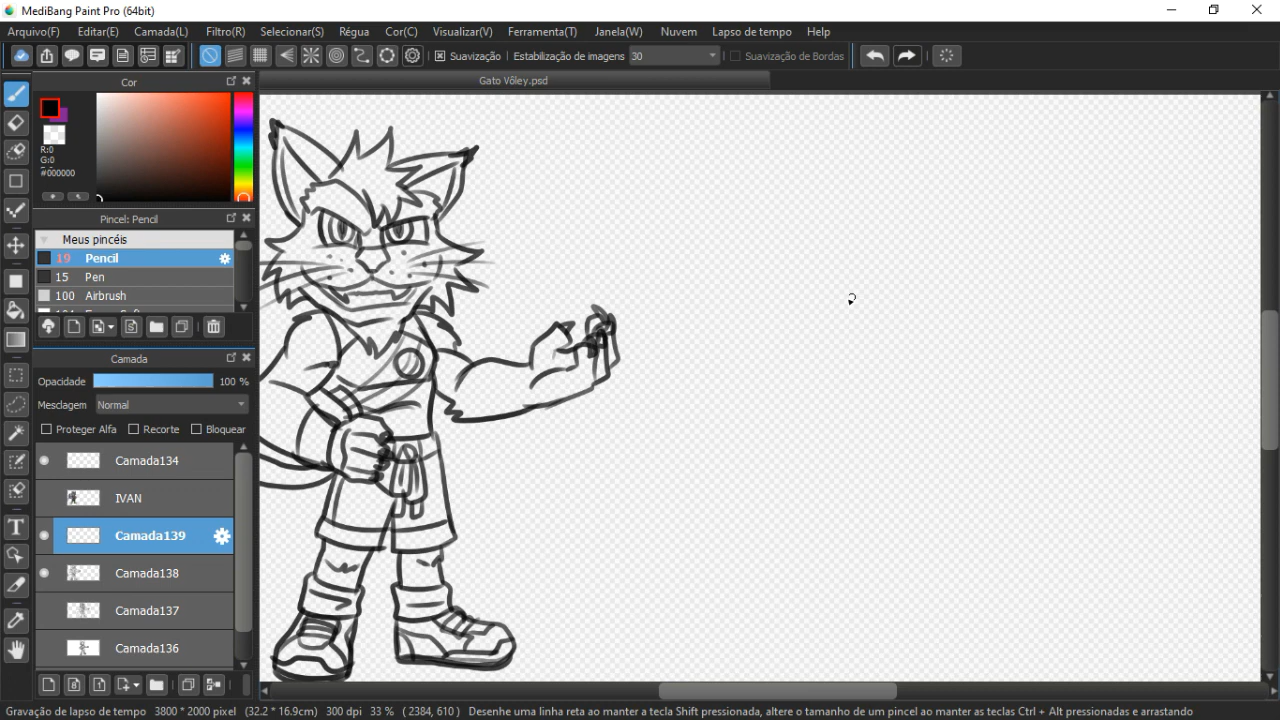 MediBang Paint Pro (64bit)
Arquivo(F) Editar(E) Camada(L) Filtro(R) Selecionar(S) Régua Cor(C) Visualizar(V) Ferramenta(T) Janela(W) Nuvem Lapso de tempo Help
Suavização Estabilização de imagens 30 Suavização de Bordas
Cor
Gato Vôley.psd
R:0
G:0
#000000
Pincel: Pencil
Meus pincéis
19 Pencil
15 Pen
100 Airbrush
Camada
Opacidade 100 %
Mesclagem Normal
Proteger Alfa Recorte Bloquear
Camada134
IVAN
Camada139
Camada138
Camada137
Camada136
T
Gravação de lapso de tempo 3800 * 2000 pixel (32.2 * 16.9cm) 300 dpi 33 % ( 2384, 610 ) Desenhe uma linha reta ao manter a tecla Shift pressionada, altere o tamanho de um pincel ao manter as teclas Ctrl + Alt pressionadas e arrastando